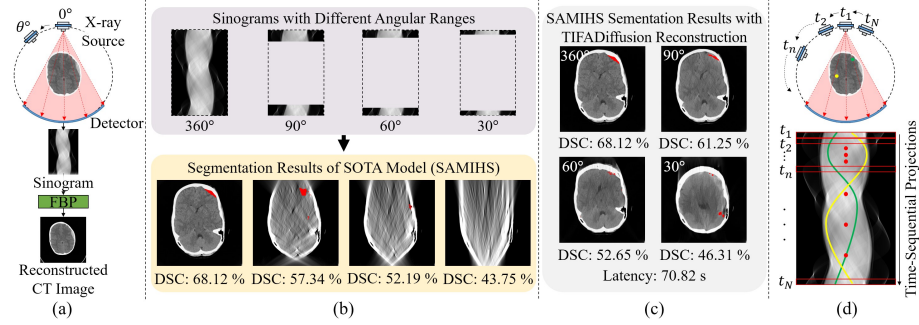 0°
θ°
X-ray
Source
Detector
Sinogram
FBP
Reconstructed
CT Image
(a)
Sinograms with Different Angular Ranges
360° 90° 60° 30°
Segmentation Results of SOTA Model (SAMIHS)
DSC: 68.12 % DSC: 57.34 % DSC: 52.19 % DSC: 43.75 %
(b)
SAMIHS Sementation Results with
TIFADiffusion Reconstruction
360° 90°
DSC: 68.12 % DSC: 61.25 %
60° 30°
DSC: 52.65 % DSC: 46.31 %
Latency: 70.82 s
(c)
t1
t2 tN
tn
t1
t2
⋮
tn
.
.
.
tN
Time-Sequential Projections
(d)